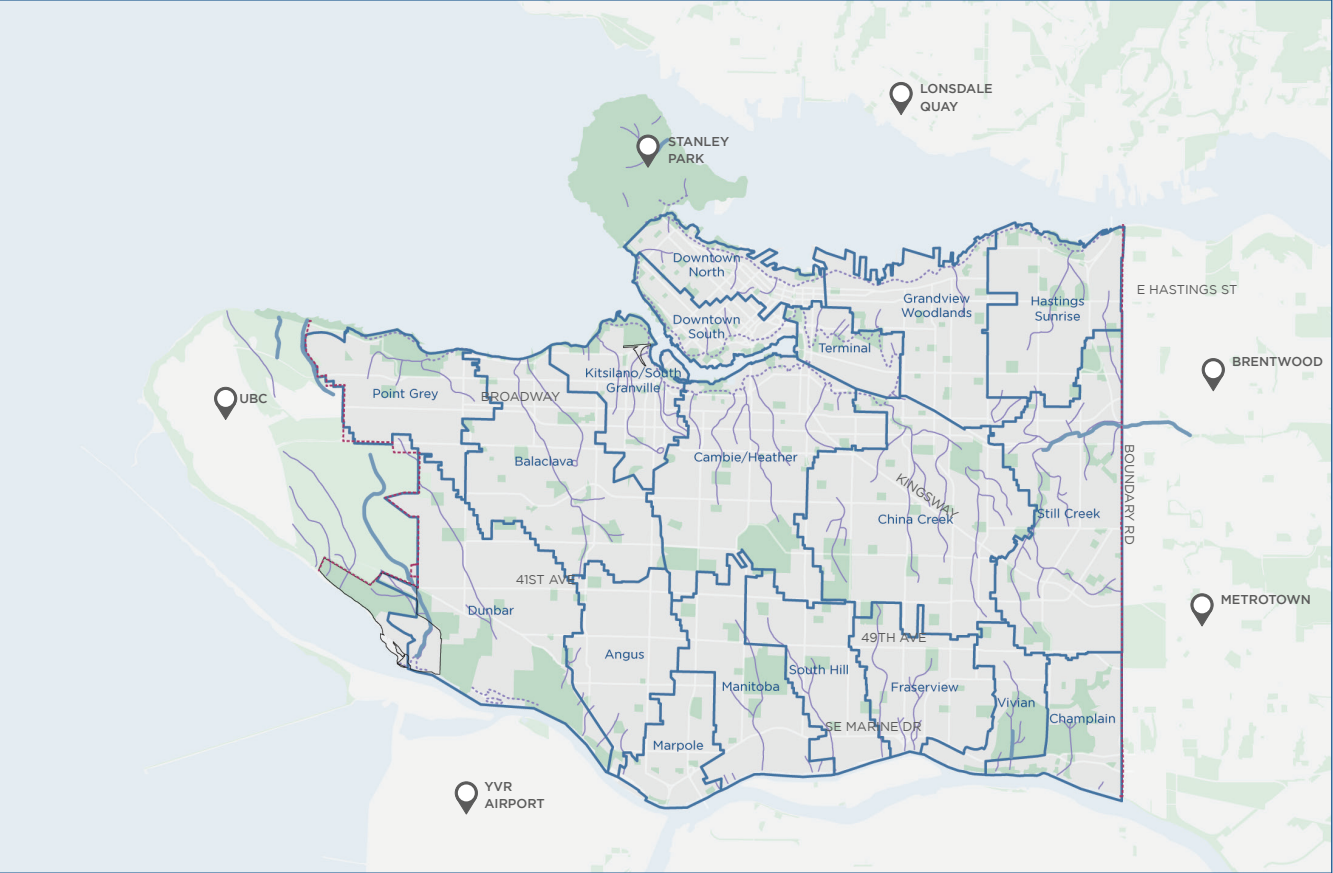 LONSDALE
QUAY
STANLEY
PARK
Downtown
North
E HASTINGS ST
Grandview
Woodlands
Hastings
Sunrise
Downtown
South
Terminal
BRENTWOOD
Kitsilano/South
Granville
Point Grey
BROADWAY
UBC
Balaclava
Cambie/Heather
BOUNDARY RD
KINGSWAY
China Creek
Still Creek
41ST AVE
Dunbar
METROTOWN
49TH AVE
Angus
South Hill
Manitoba
Fraserview
Vivian
Champlain
SE MARINE DR
Marpole
YVR
AIRPORT